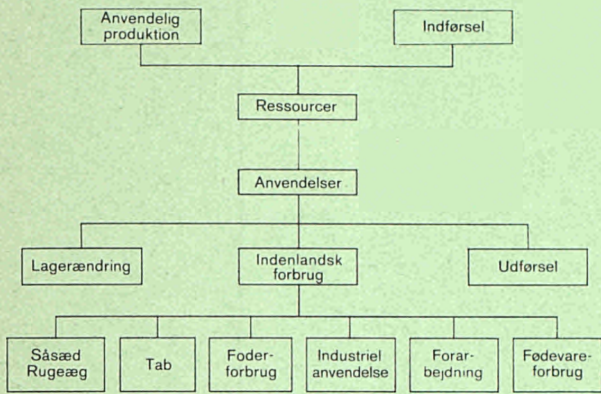 Anvendelig
produktion
Indførsel
Ressourcer
Anvendelser
Lagerændring
Indenlandsk
forbrug
Udførsel
Såsæd
Rugeæg
Tab
Foder-
forbrug
Industriel
anvendelse
Forar-
bejdning
Fødevare-
forbrug